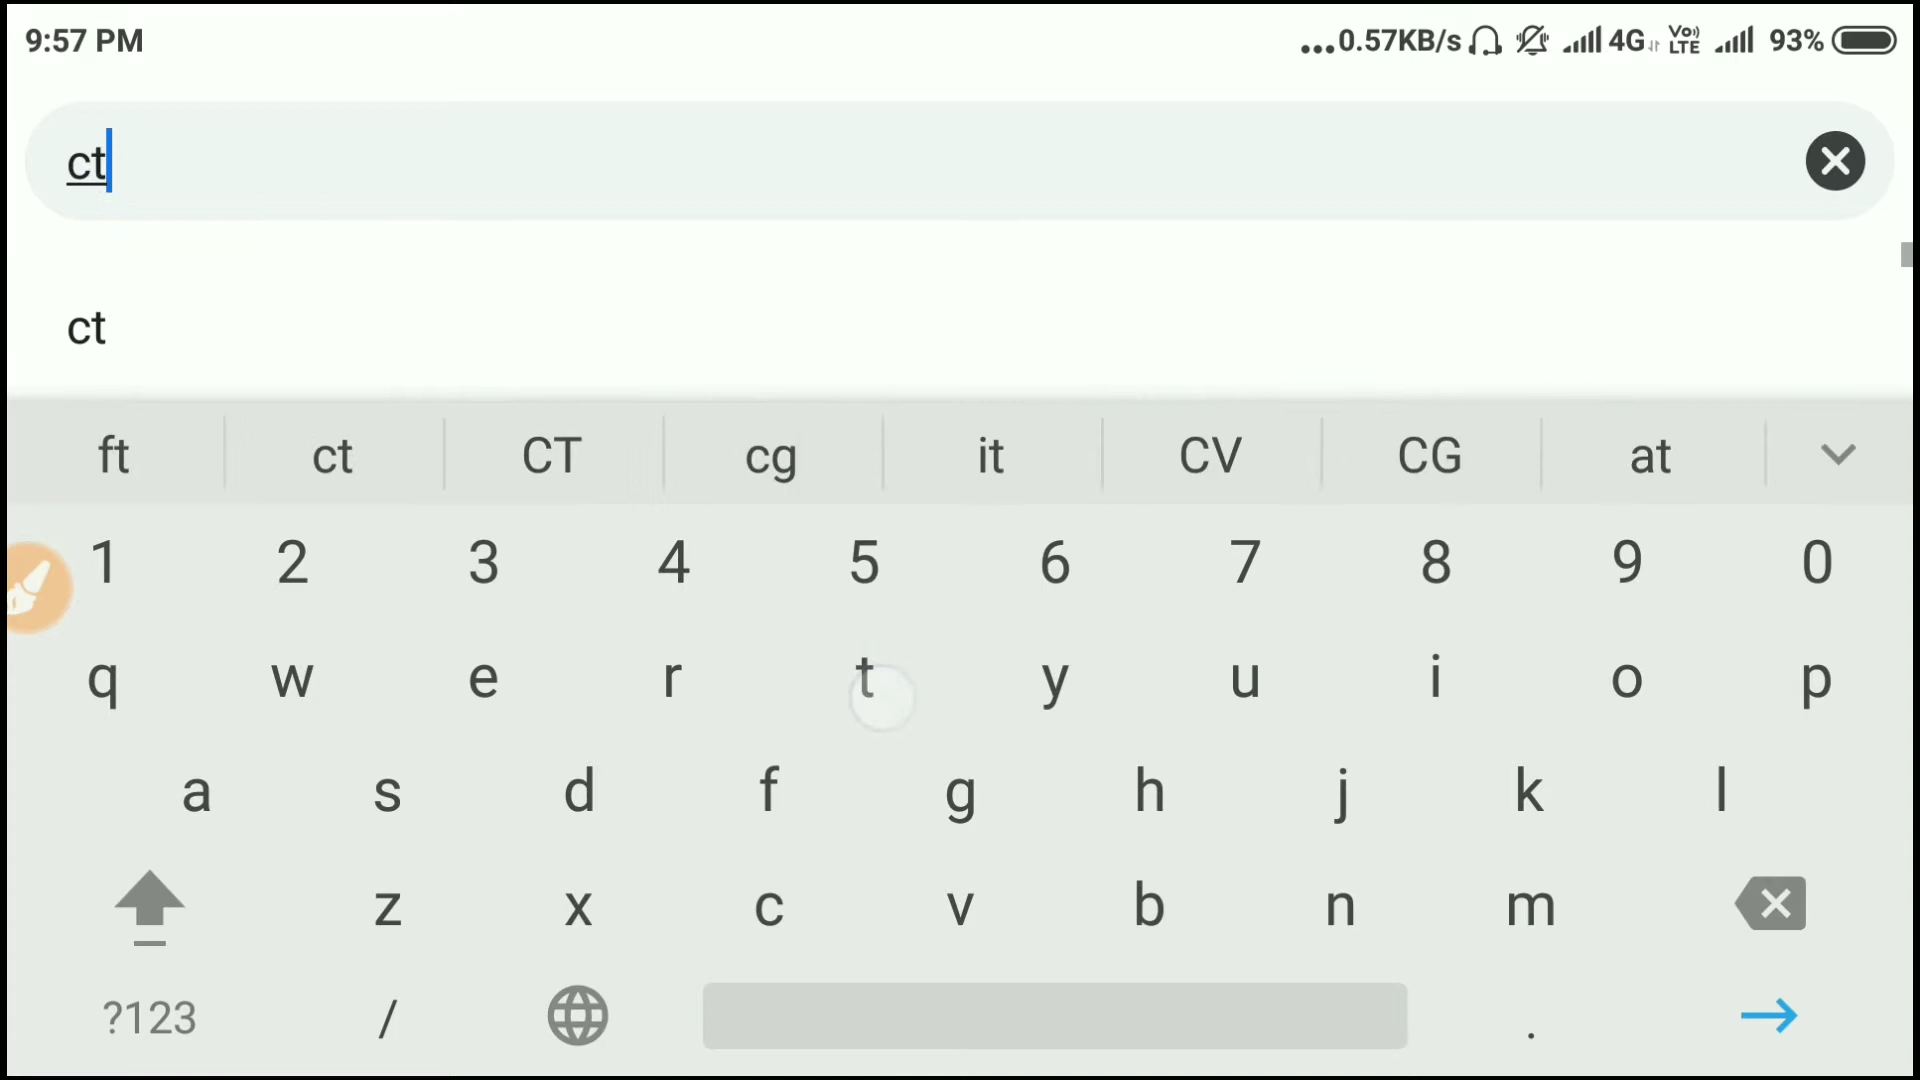 9:57 PM ...0.57KB/s 4G Vo) LTE 93%
ct
ct
ft ct CT cg it CV CG at
1 2 3 4 5 6 7 8 9 0
q w e r t y u i o p
a s d f g h j k l
z x c v b n m
?123 / .